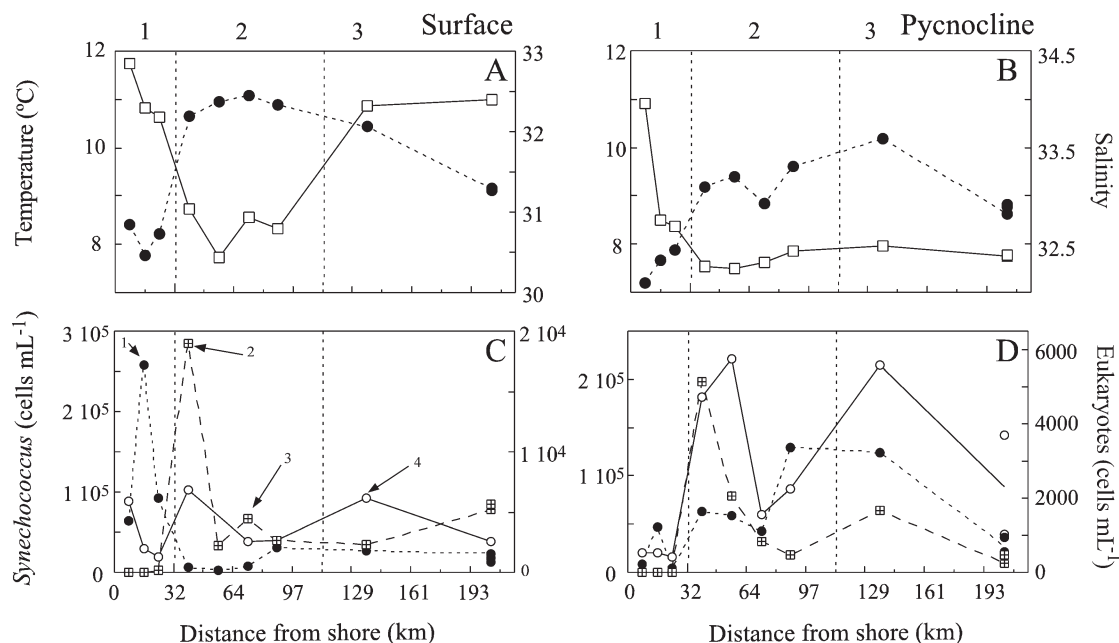 1 2 3 Surface
1 2 3 Pycnocline
12 10 8
Temperature (ºC)
A
33 32 31 30
12 10 8
B
34.5 33.5 32.5
Salinity
3 10⁵ 2 10⁵ 1 10⁵ 0
Synechococcus (cells mL⁻¹)
C
1 2 3 4
2 10⁴ 1 10⁴ 0
2 10⁵ 1 10⁵ 0
D
6000 4000 2000 0
Eukaryotes (cells mL⁻¹)
0 32 64 97 129 161 193
Distance from shore (km)
0 32 64 97 129 161 193
Distance from shore (km)